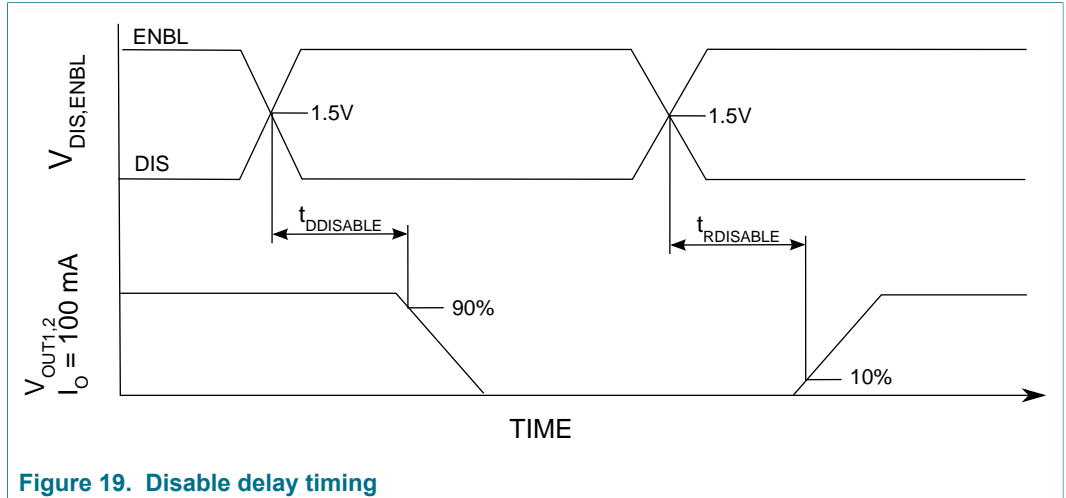 ENBL
V_DIS,ENBL
1.5V
1.5V
DIS
t_DDISABLE
t_RDISABLE
V_OUT1,2
I_O = 100 mA
90%
10%
TIME
Figure 19. Disable delay timing